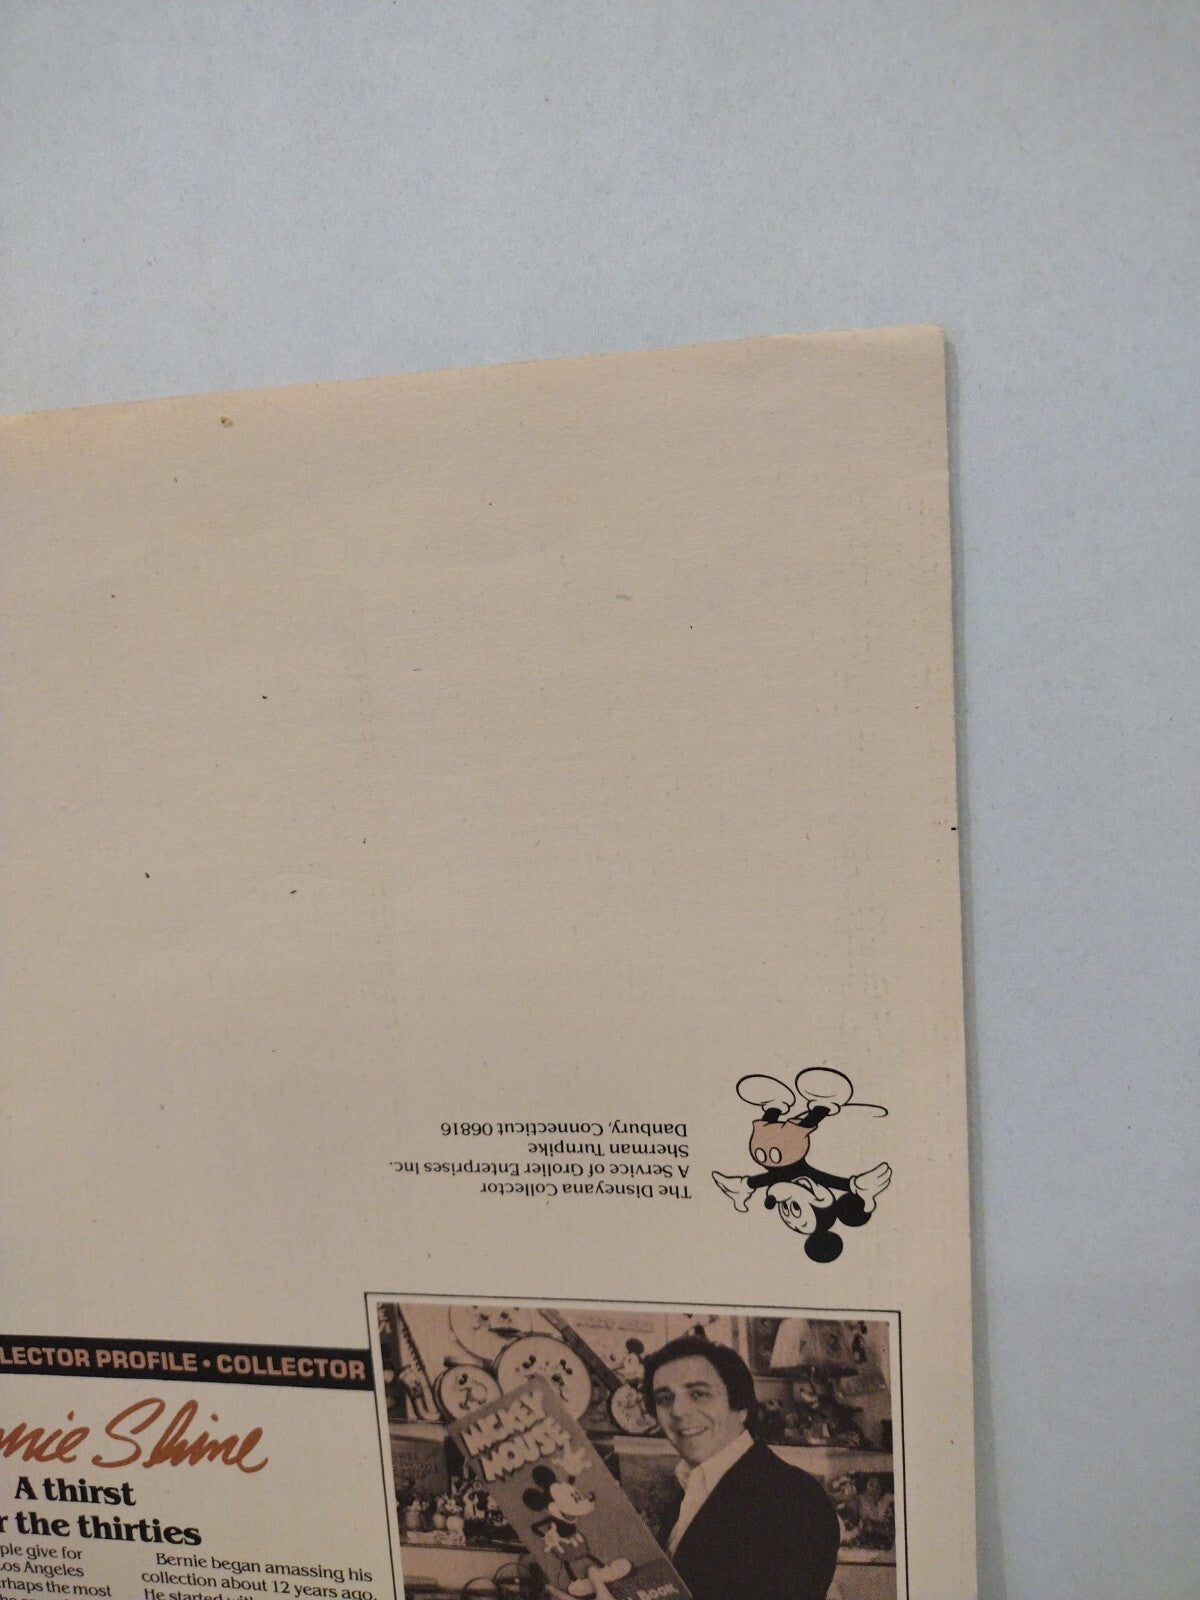 The Disneyana Collector
A Service of Grolier Enterprises Inc.
Sherman Turnpike
Danbury, Connecticut 06816
LECTOR PROFILE • COLLECTOR
nie Shine
A thirst
r the thirties
ple give for
os Angeles
rhaps the most
Bernie began amassing his
collection about 12 years ago.
He started
MICKEY
MOUSE
BOOK